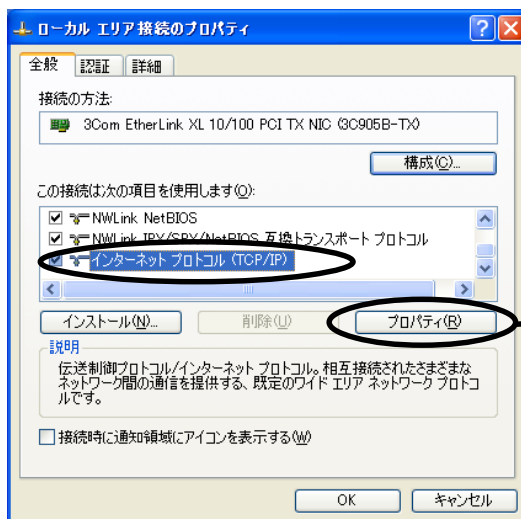 ローカル エリア接続のプロパティ
全般 認証 詳細
接続の方法:
3Com EtherLink XL 10/100 PCI TX NIC (3C905B-TX)
構成(C)...
この接続は次の項目を使用します(O):
NWLink NetBIOS
NWLink IPX/SPX/NetBIOS 互換トランスポート プロトコル
インターネット プロトコル (TCP/IP)
インストール(N)... 削除(U) プロパティ(R)
説明
伝送制御プロトコル/インターネット プロトコル。相互接続されたさまざまな
ネットワーク間の通信を提供する、既定のワイド エリア ネットワーク プロトコ
ルです。
接続時に通知領域にアイコンを表示する(W)
OK キャンセル